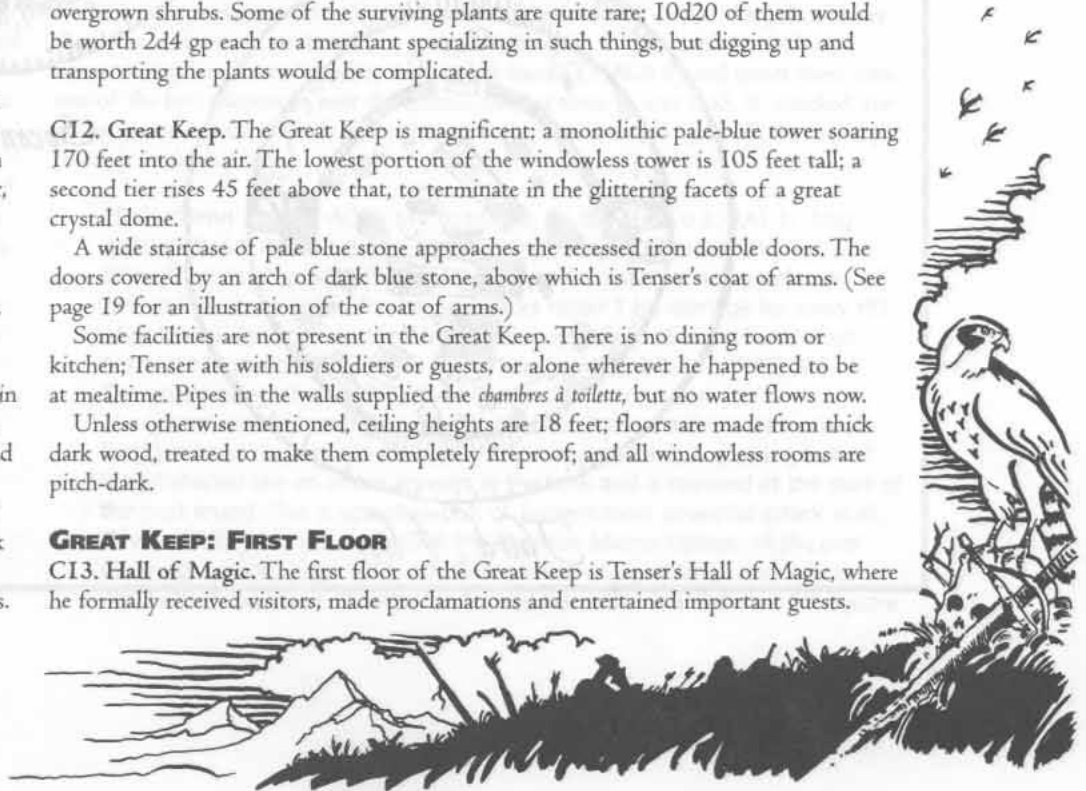 overgrown shrubs. Some of the surviving plants are quite rare; 10d20 of them would
be worth 2d4 gp each to a merchant specializing in such things, but digging up and
transporting the plants would be complicated.
C12. Great Keep. The Great Keep is magnificent: a monolithic pale-blue tower soaring
170 feet into the air. The lowest portion of the windowless tower is 105 feet tall; a
second tier rises 45 feet above that, to terminate in the glittering facets of a great
crystal dome.
A wide staircase of pale blue stone approaches the recessed iron double doors. The
doors covered by an arch of dark blue stone, above which is Tenser's coat of arms. (See
page 19 for an illustration of the coat of arms.)
Some facilities are not present in the Great Keep. There is no dining room or
kitchen; Tenser ate with his soldiers or guests, or alone wherever he happened to be
at mealtime. Pipes in the walls supplied the chambres á toilette, but no water flows now.
Unless otherwise mentioned, ceiling heights are 18 feet; floors are made from thick
dark wood, treated to make them completely fireproof; and all windowless rooms are
pitch-dark.
GREAT KEEP: FIRST FLOOR
C13. Hall of Magic. The first floor of the Great Keep is Tenser's Hall of Magic, where
he formally received visitors, made proclamations and entertained important guests.